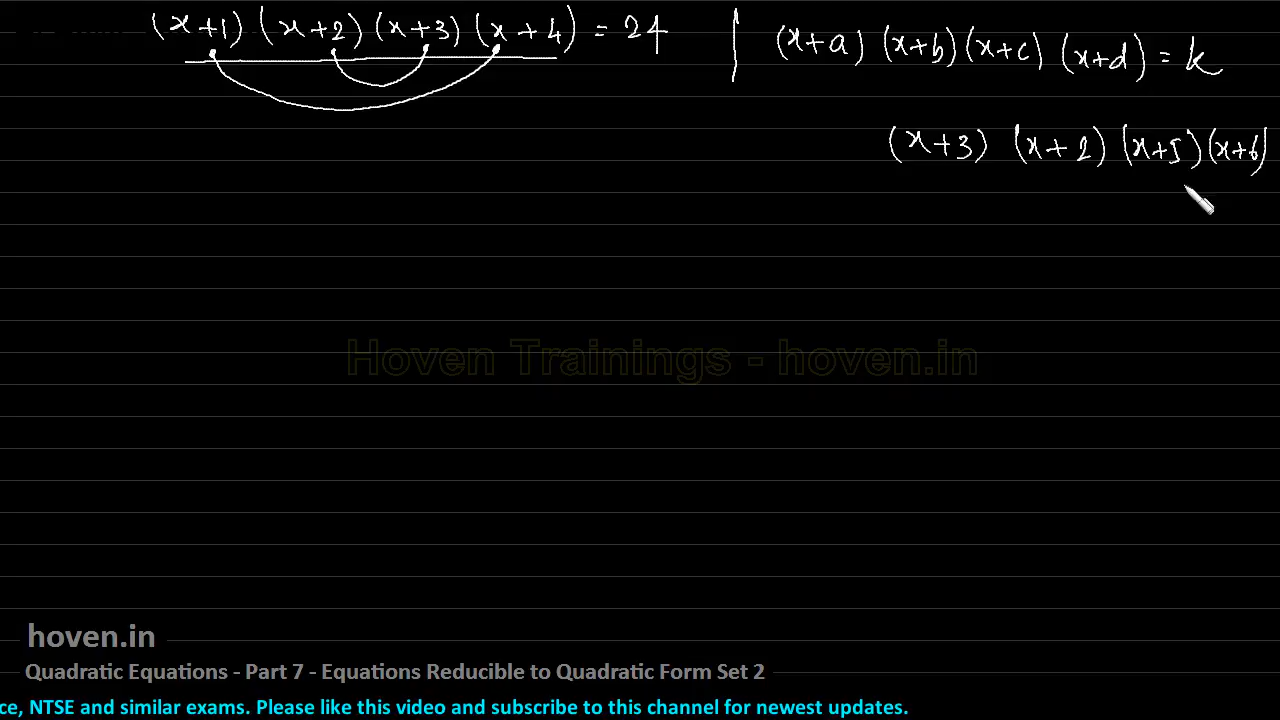 (x+1) (x+2) (x+3) (x+4) = 24
(x+a) (x+b) (x+c) (x+d) = k
(x+3) (x+2) (x+5) (x+6)
Hoven Trainings - hoven.in
hoven.in
Quadratic Equations - Part 7 - Equations Reducible to Quadratic Form Set 2
ce, NTSE and similar exams. Please like this video and subscribe to this channel for newest updates.